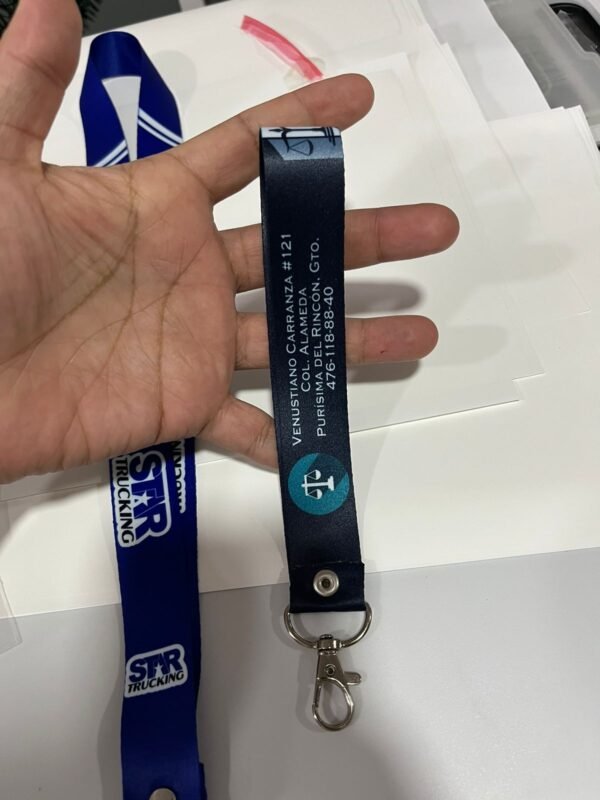 VENUSTIANO CARRANZA #121
COL. ALAMEDA
PURÍSIMA DEL RINCÓN, GTO.
476-118-88-40
STAR
TRUCKING
STAR
TRUCKING